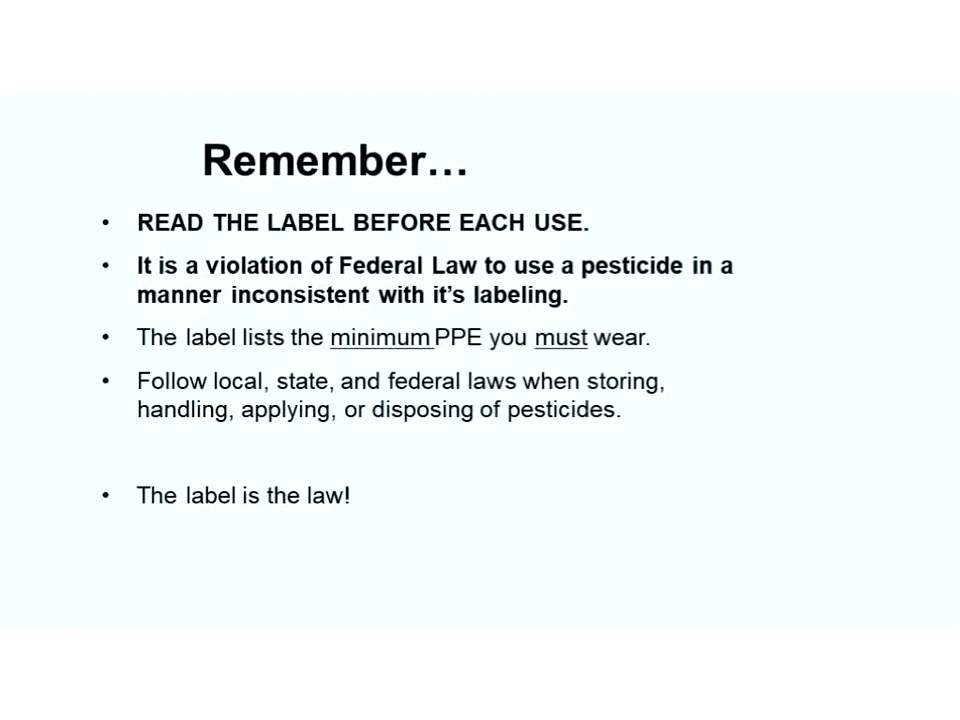 Remember…
• READ THE LABEL BEFORE EACH USE.
• It is a violation of Federal Law to use a pesticide in a
manner inconsistent with it’s labeling.
• The label lists the minimum PPE you must wear.
• Follow local, state, and federal laws when storing,
handling, applying, or disposing of pesticides.
• The label is the law!